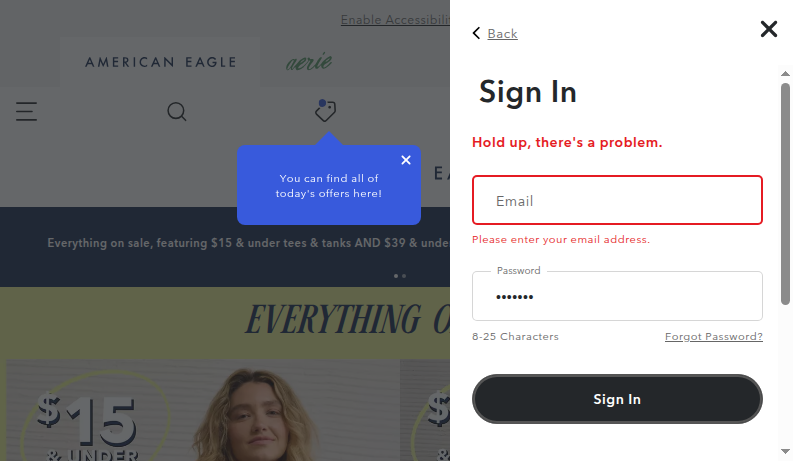 Enable Accessibility
AMERICAN EAGLE
aerie
You can find all of
today's offers here!
Everything on sale, featuring $15 & under tees & tanks AND $39 & unde
EVERYTHING
$15
& UNDER
$
&
Back
Sign In
Hold up, there's a problem.
Email
Please enter your email address.
Password
•••••••
8-25 Characters
Forgot Password?
Sign In